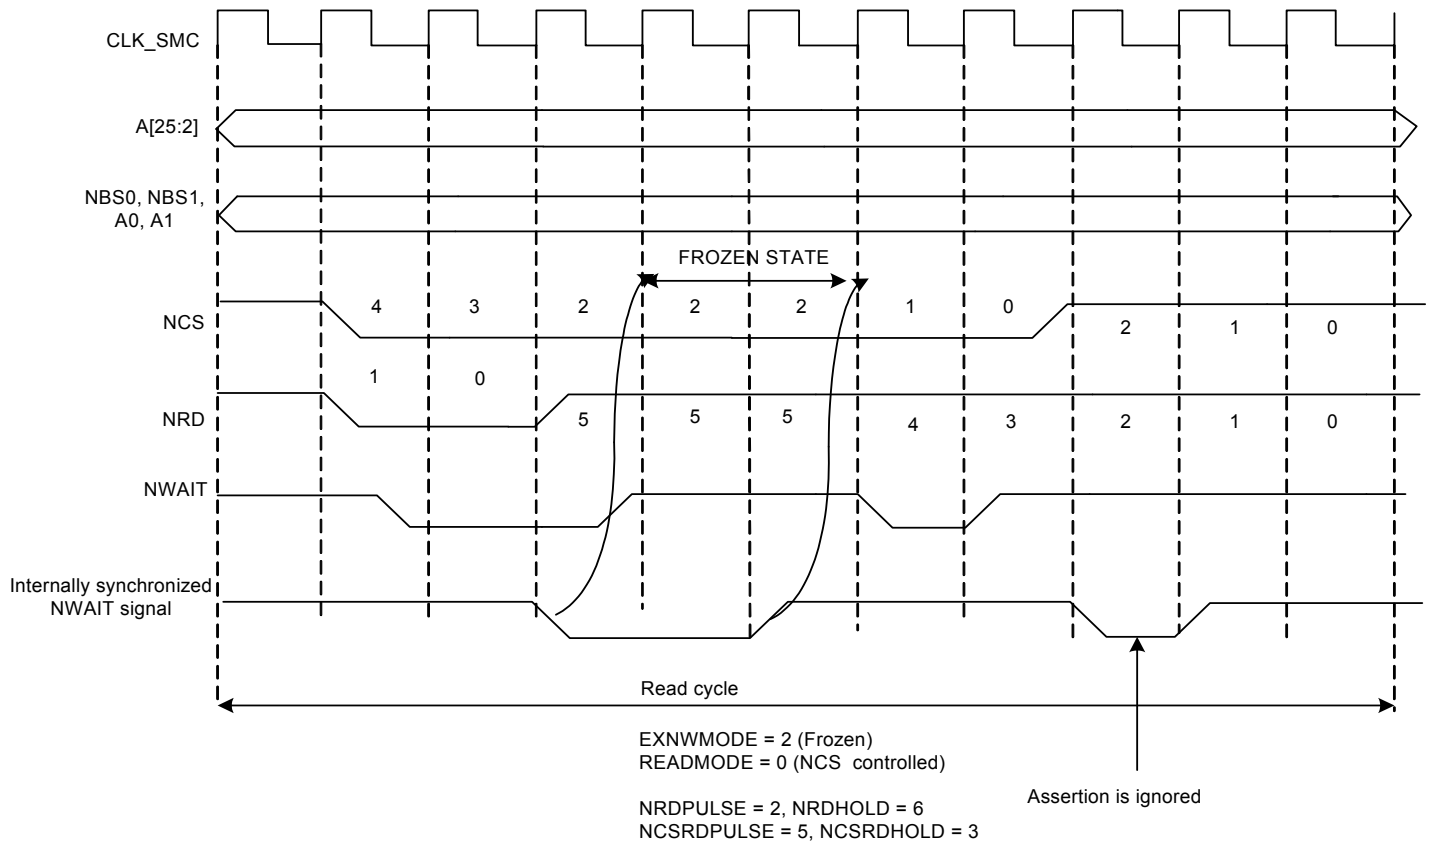 CLK_SMC
A[25:2]
NBS0, NBS1,
A0, A1
FROZEN STATE
NCS
4 3 2 2 2 1 0
2 1 0
1 0
NRD
5 5 5 4 3 2 1 0
NWAIT
Internally synchronized
NWAIT signal
Read cycle
EXNWMODE = 2 (Frozen)
READMODE = 0 (NCS controlled)
Assertion is ignored
NRDPULSE = 2, NRDHOLD = 6
NCSRDPULSE = 5, NCSRDHOLD = 3